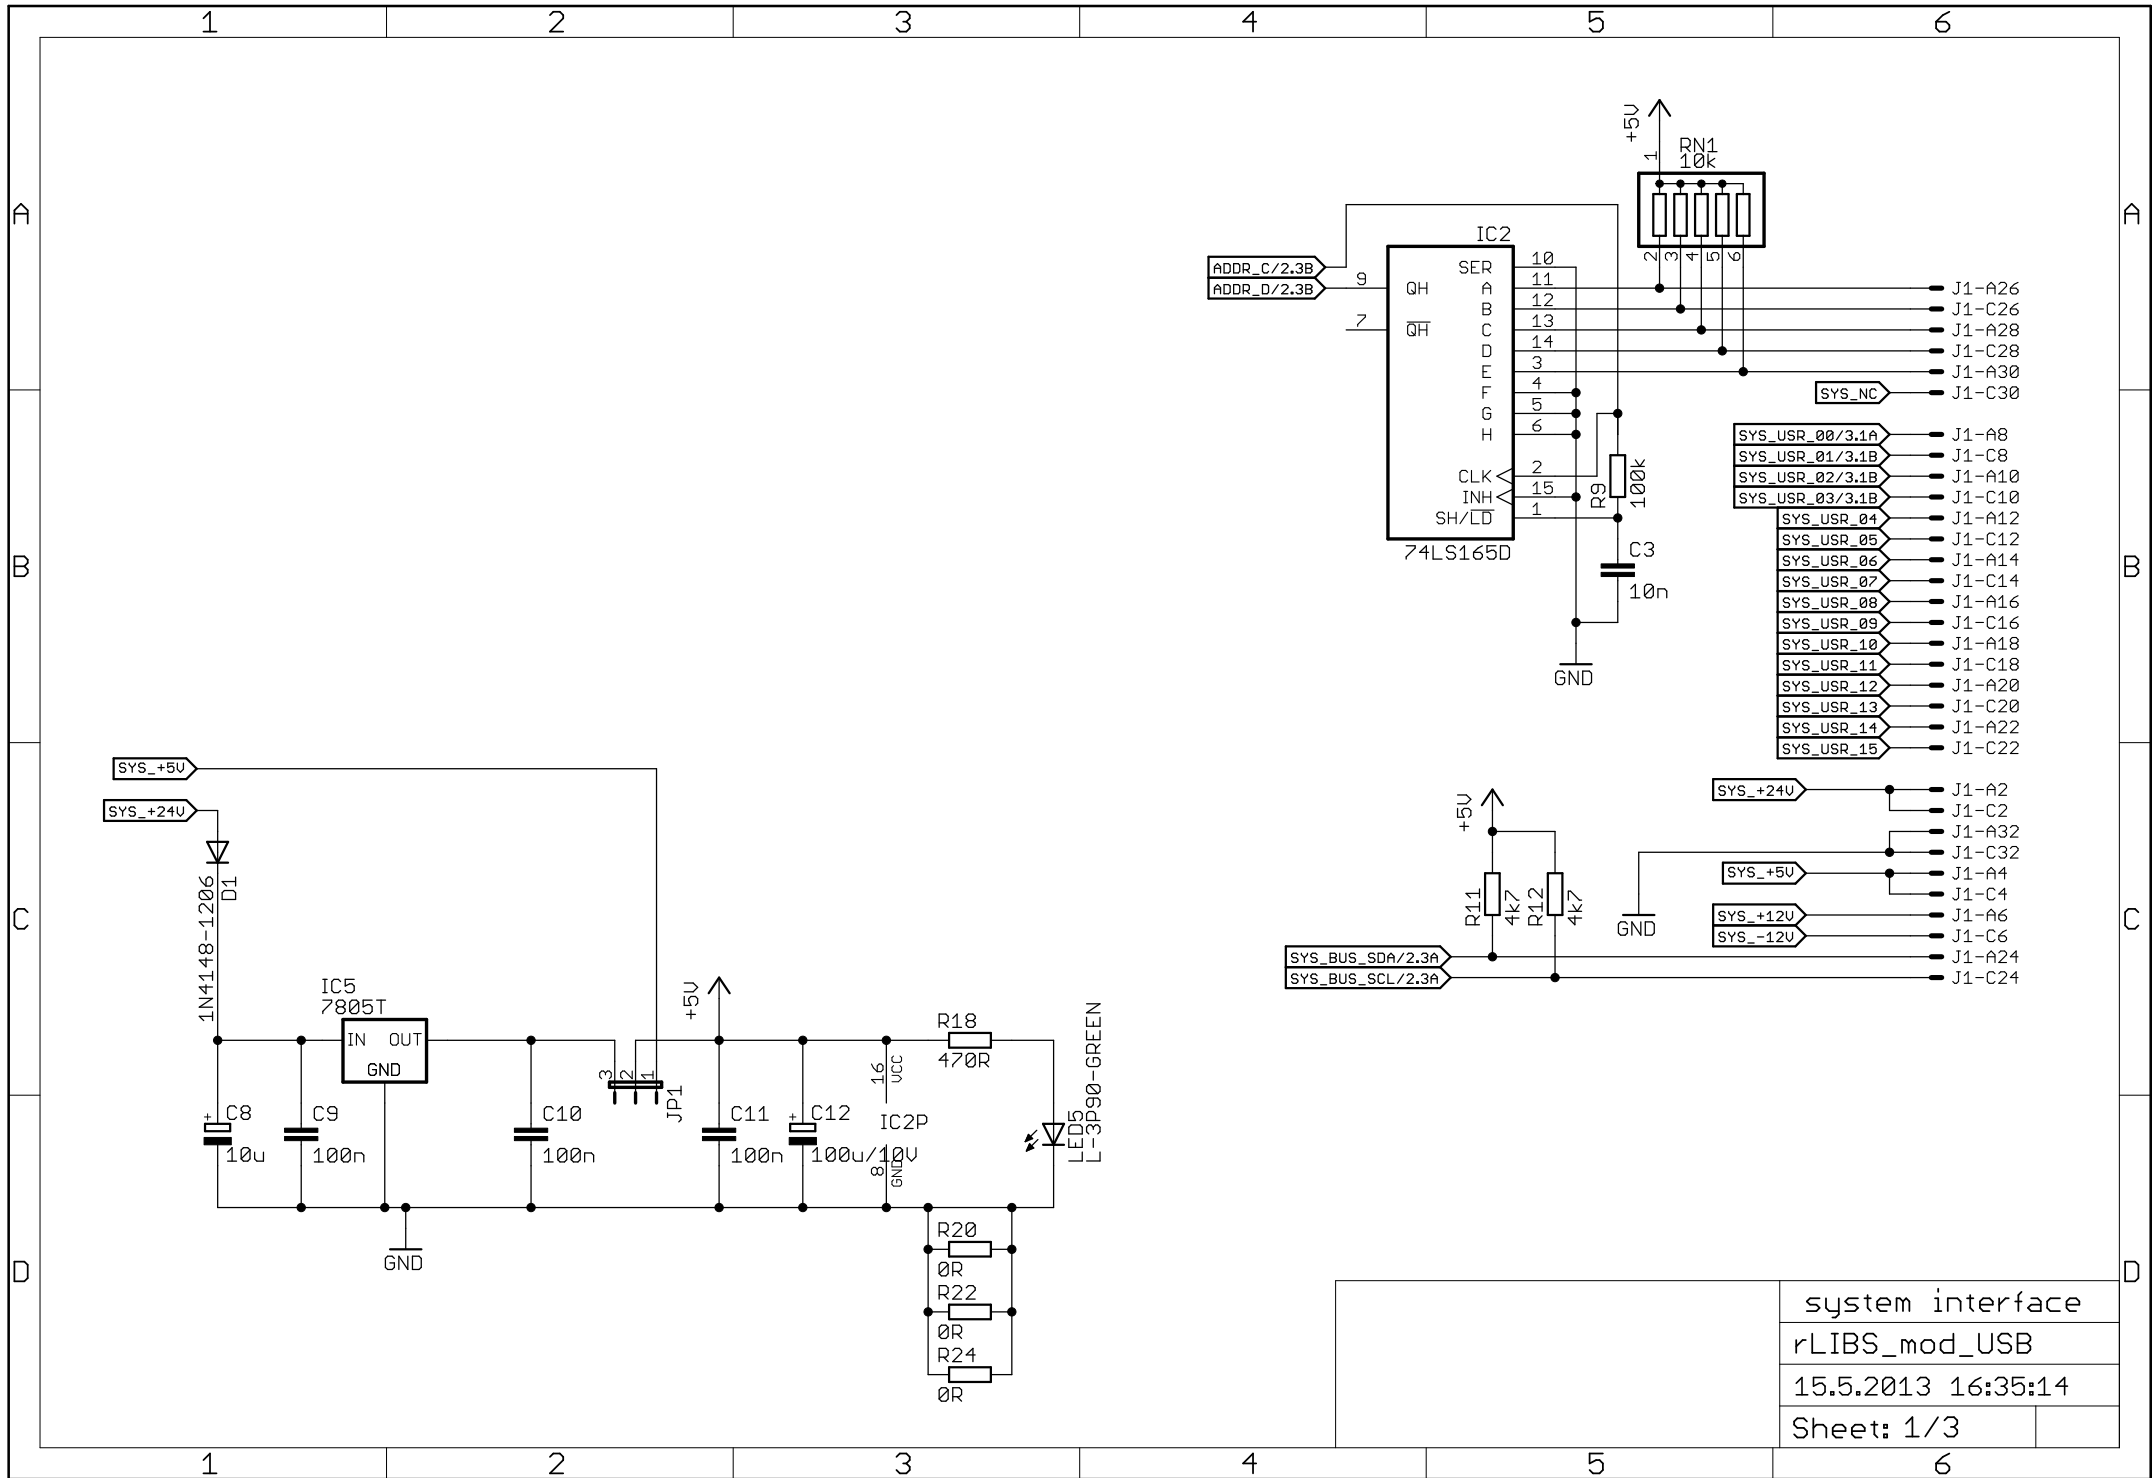 1 2 3 4 5 6
A A
B B
C C
D D
+5V
1
RN1
10k
2 3 4 5 6
IC2
ADDR_C/2.3B
ADDR_D/2.3B
9 QH
7 QH
SER 10
A 11
B 12
C 13
D 14
E 3
F 4
G 5
H 6
CLK 2
INH 15
SH/LD 1
74LS165D
R9
100k
C3
10n
GND
J1-A26
J1-C26
J1-A28
J1-C28
J1-A30
SYS_NC J1-C30
SYS_USR_00/3.1A J1-A8
SYS_USR_01/3.1B J1-C8
SYS_USR_02/3.1B J1-A10
SYS_USR_03/3.1B J1-C10
SYS_USR_04 J1-A12
SYS_USR_05 J1-C12
SYS_USR_06 J1-A14
SYS_USR_07 J1-C14
SYS_USR_08 J1-A16
SYS_USR_09 J1-C16
SYS_USR_10 J1-A18
SYS_USR_11 J1-C18
SYS_USR_12 J1-A20
SYS_USR_13 J1-C20
SYS_USR_14 J1-A22
SYS_USR_15 J1-C22
SYS_+24V J1-A2
J1-C2
J1-A32
J1-C32
GND
SYS_+5V J1-A4
J1-C4
SYS_+12V J1-A6
SYS_-12V J1-C6
J1-A24
J1-C24
+5V
R11
4k7
R12
4k7
SYS_BUS_SDA/2.3A
SYS_BUS_SCL/2.3A
SYS_+5V
SYS_+24V
1N4148-1206
D1
IC5
7805T
IN OUT
GND
C8
+
10u
C9
100n
C10
100n
3 2 1
JP1
+5V
C11
100n
C12
+
100u/10V
16
VCC
IC2P
8
GND
R18
470R
LED5
L-3P90-GREEN
GND
R20
0R
R22
0R
R24
0R
system interface
rLIBS_mod_USB
15.5.2013 16:35:14
Sheet: 1/3
1 2 3 4 5 6